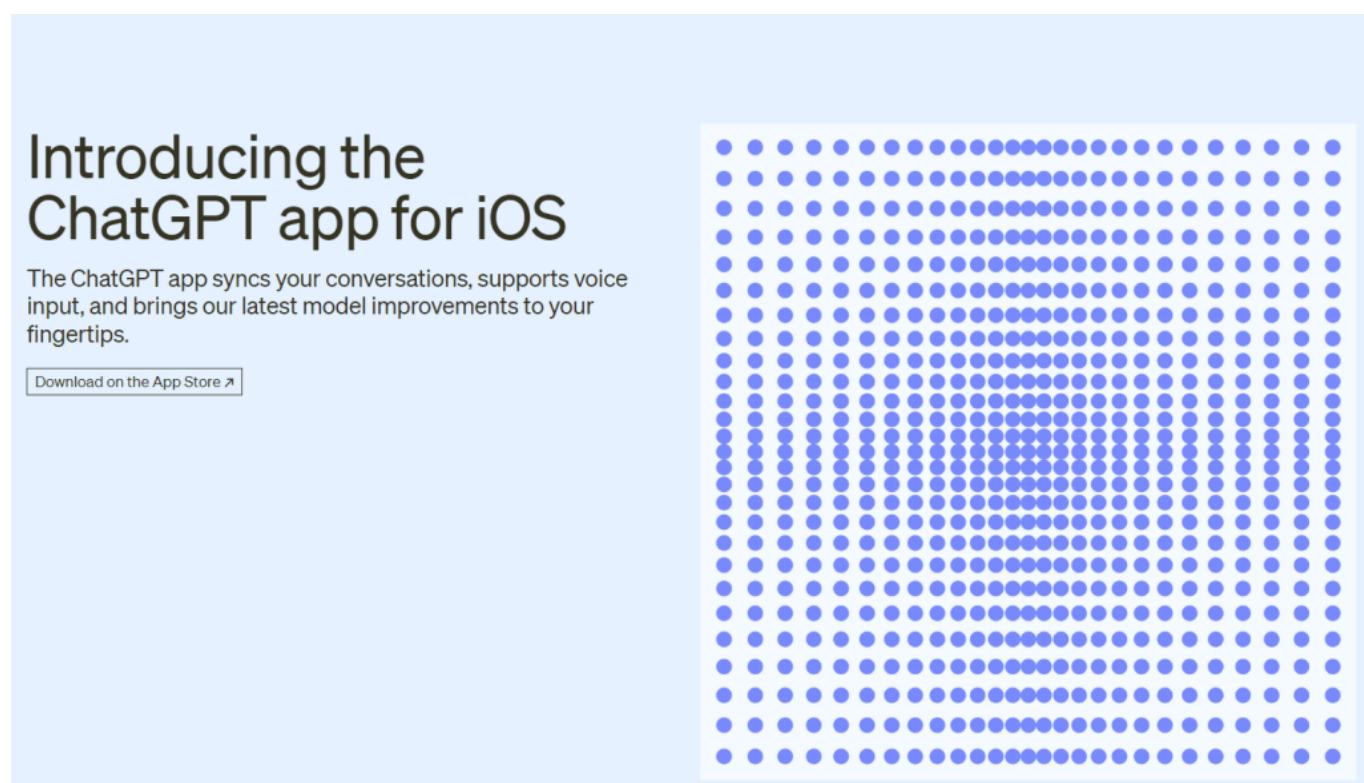 Introducing the
ChatGPT app for iOS
The ChatGPT app syncs your conversations, supports voice
input, and brings our latest model improvements to your
fingertips.
Download on the App Store ↗